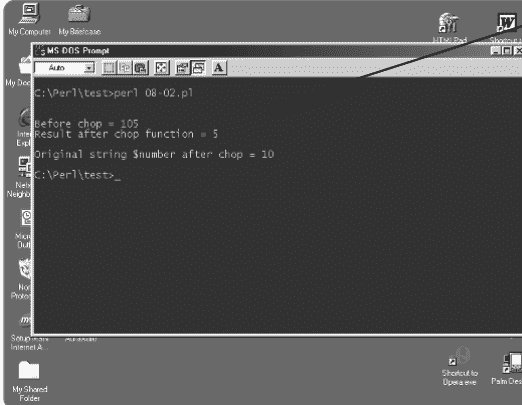 My Computer
My Briefcase
MS-DOS Prompt
Auto
A
C:\Perl\test>perl 08-02.pl
Before chop = 105
Result after chop function = 5
Original string $number after chop = 10
C:\Perl\test>_
My Shared
Folder
Shortcut to
Opera.exe